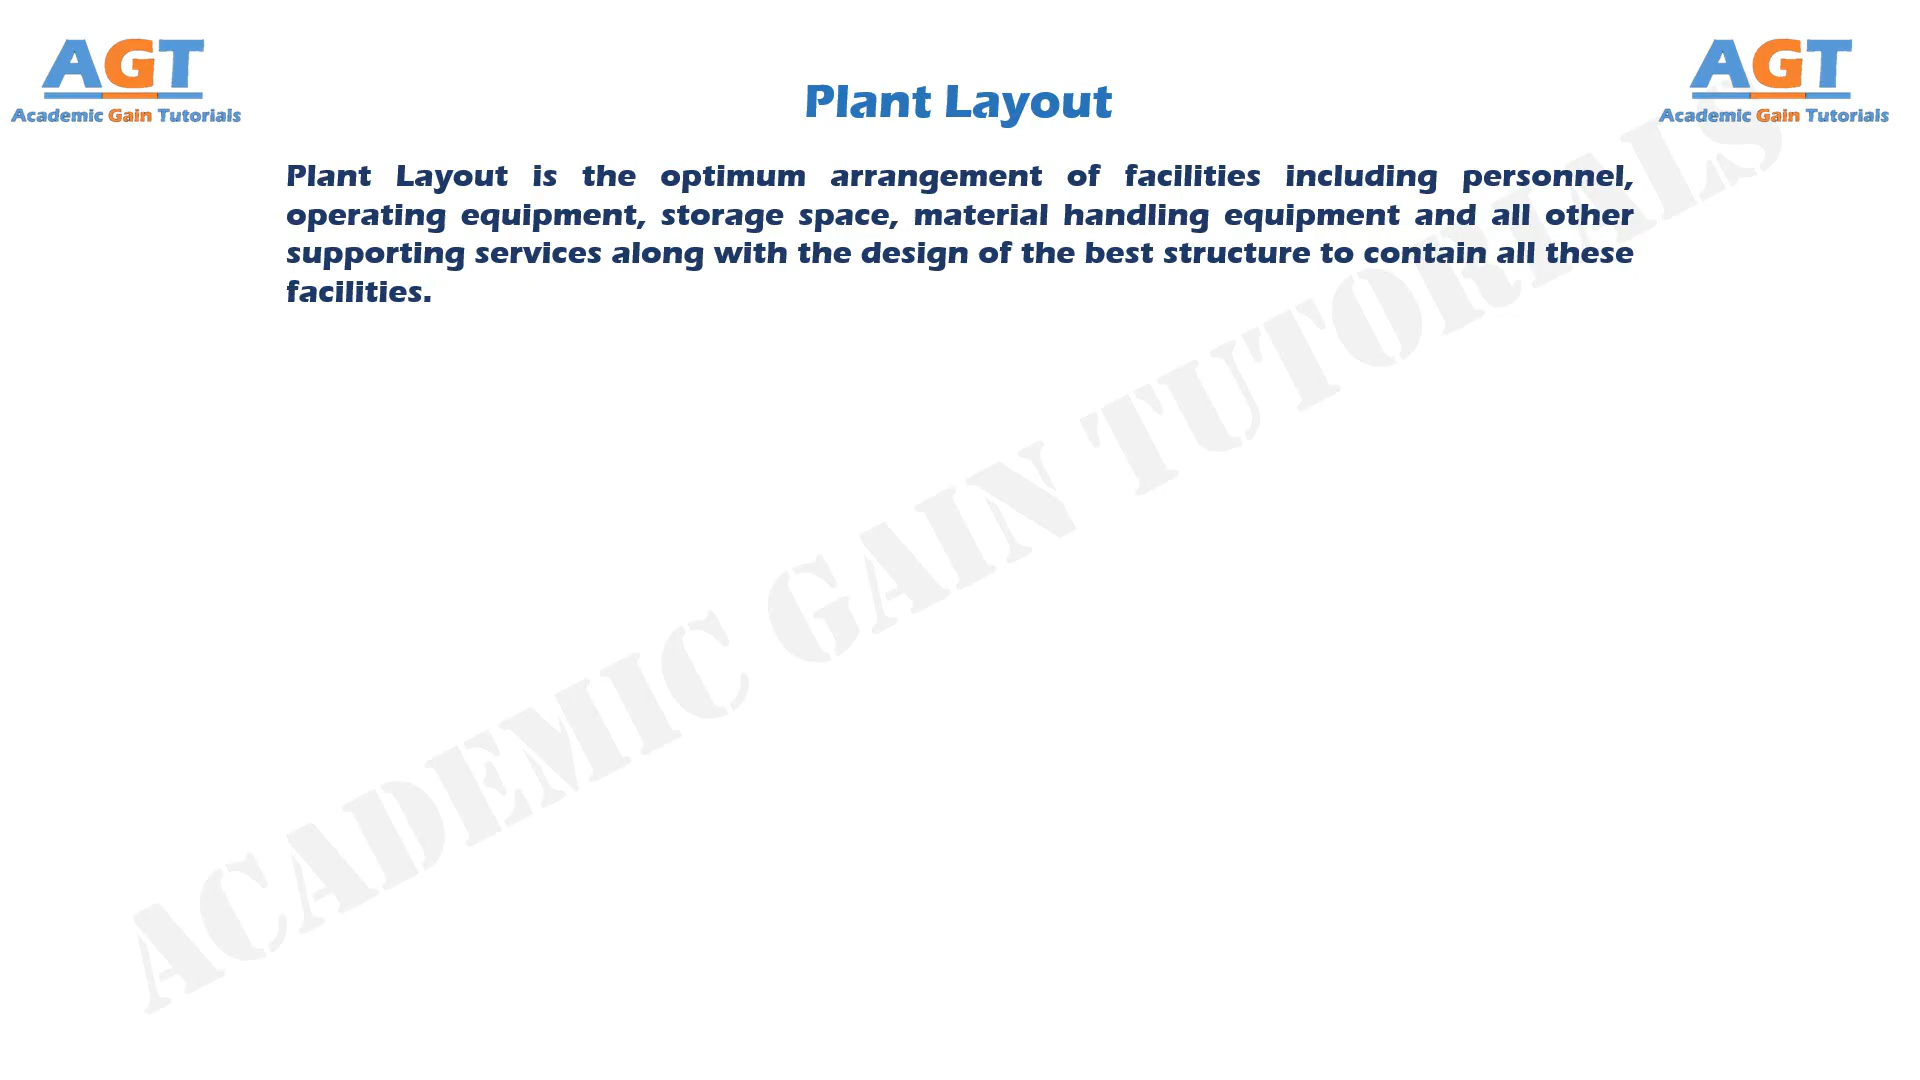 AGT
Academic Gain Tutorials
AGT
Academic Gain Tutorials
Plant Layout
Plant Layout is the optimum arrangement of facilities including personnel,
operating equipment, storage space, material handling equipment and all other
supporting services along with the design of the best structure to contain all these
facilities.
ACADEMIC GAIN TUTORIALS